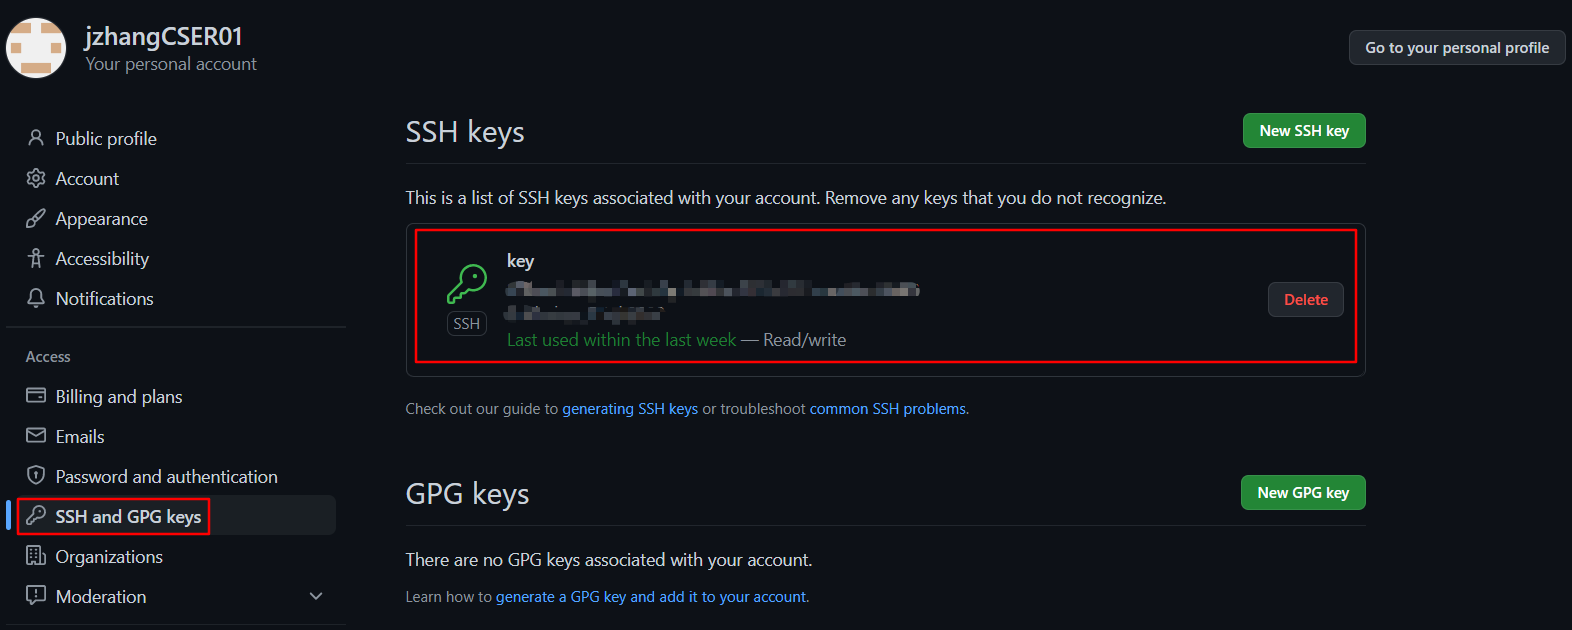 jzhangCSER01
Your personal account
Go to your personal profile
Public profile
Account
Appearance
Accessibility
Notifications
Access
Billing and plans
Emails
Password and authentication
SSH and GPG keys
Organizations
Moderation
SSH keys
New SSH key
This is a list of SSH keys associated with your account. Remove any keys that you do not recognize.
key
SSH
Last used within the last week — Read/write
Delete
Check out our guide to generating SSH keys or troubleshoot common SSH problems.
GPG keys
New GPG key
There are no GPG keys associated with your account.
Learn how to generate a GPG key and add it to your account.